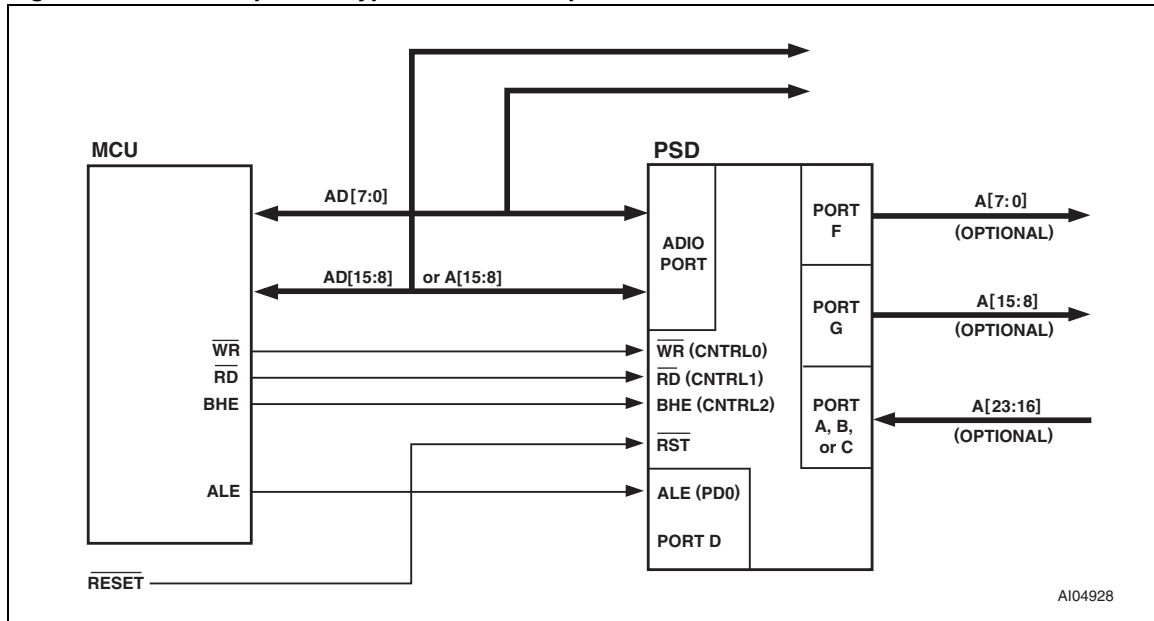 MCU
PSD
AD[7:0]
AD[15:8] or A[15:8]
ADIO
PORT
PORT
F
A[7:0]
(OPTIONAL)
PORT
G
A[15:8]
(OPTIONAL)
PORT
A, B,
or C
A[23:16]
(OPTIONAL)
WR
WR (CNTRL0)
RD
RD (CNTRL1)
BHE
BHE (CNTRL2)
RST
ALE
ALE (PD0)
PORT D
RESET
AI04928